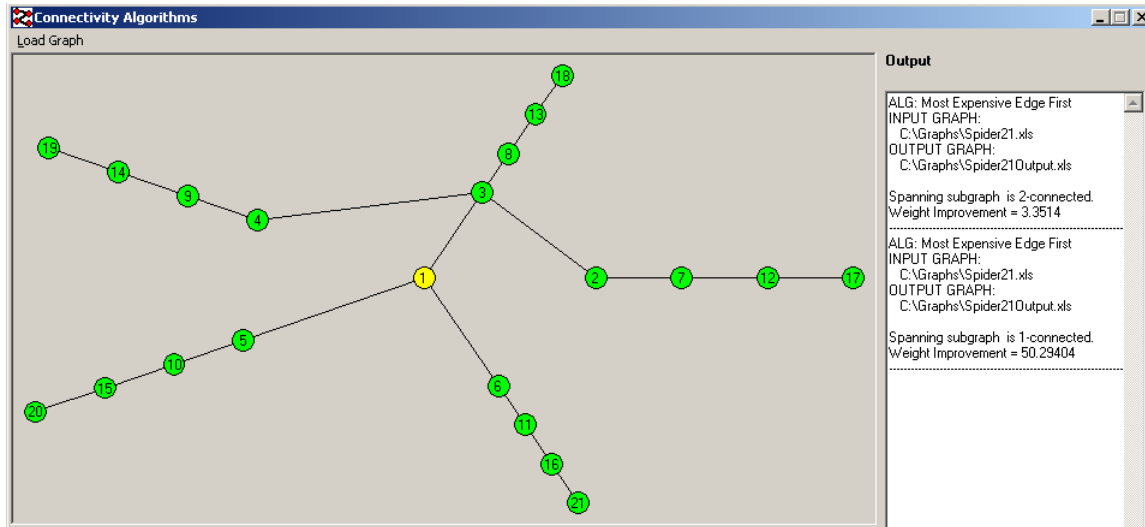 Connectivity Algorithms
Load Graph
Output
18
13
19
8
14
9
3
4
1
2
7
12
17
5
10
6
15
20
11
16
21
ALG: Most Expensive Edge First
INPUT GRAPH:
C:\Graphs\Spider21.xls
OUTPUT GRAPH:
C:\Graphs\Spider21Output.xls
Spanning subgraph is 2-connected.
Weight Improvement = 3.3514
--------------------------------------------------------
ALG: Most Expensive Edge First
INPUT GRAPH:
C:\Graphs\Spider21.xls
OUTPUT GRAPH:
C:\Graphs\Spider21Output.xls
Spanning subgraph is 1-connected.
Weight Improvement = 50.29404
--------------------------------------------------------